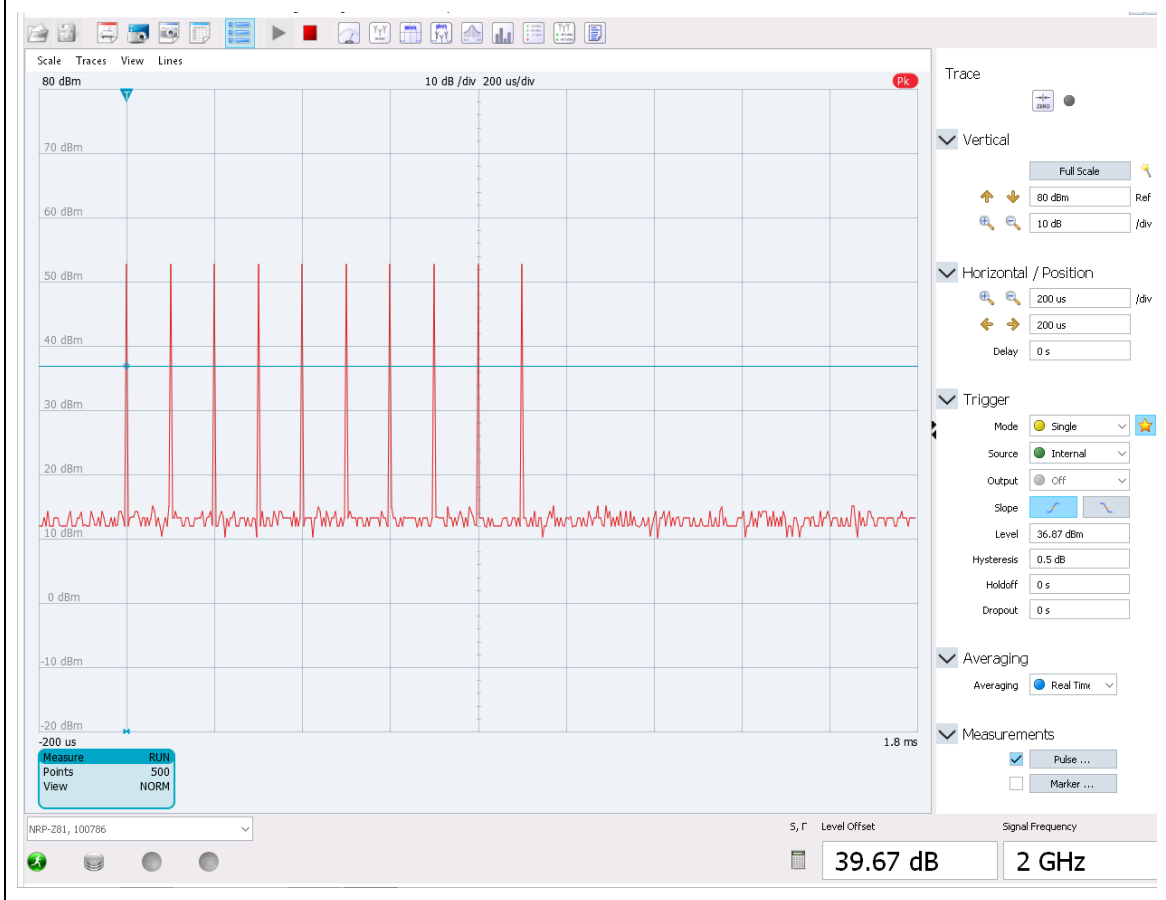 Scale Traces View Lines
80 dBm 10 dB /div 200 us/div Pk
70 dBm
60 dBm
50 dBm
40 dBm
30 dBm
20 dBm
10 dBm
0 dBm
-10 dBm
-20 dBm
-200 us 1.8 ms
Measure RUN
Points 500
View NORM
Trace
ZERO
Vertical
Full Scale
80 dBm Ref
10 dB /div
Horizontal / Position
200 us /div
200 us
Delay 0 s
Trigger
Mode Single
Source Internal
Output Off
Slope
Level 36.87 dBm
Hysteresis 0.5 dB
Holdoff 0 s
Dropout 0 s
Averaging
Averaging Real Time
Measurements
Pulse ...
Marker ...
NRP-Z81, 100786
S, Γ Level Offset Signal Frequency
39.67 dB 2 GHz